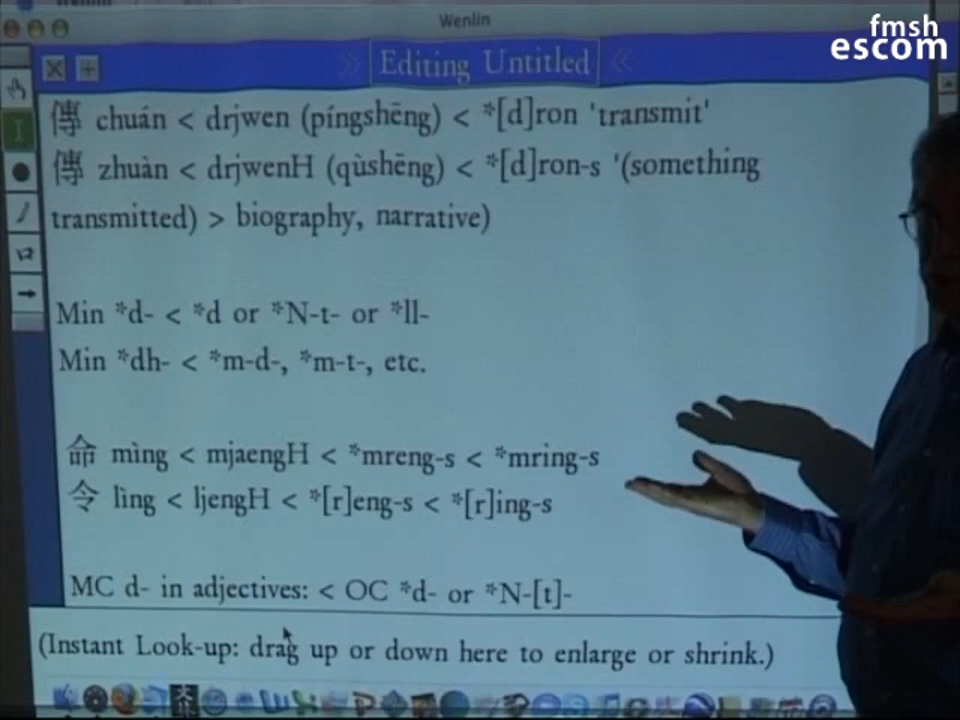 Wenlin
fmsh
escom
Editing Untitled
傳 chuán < drjwen (píngshēng) < *[d]ron 'transmit'
傳 zhuàn < drjwenH (qùshēng) < *[d]ron-s '(something
transmitted) > biography, narrative)
Min *d- < *d or *N-t- or *ll-
Min *dh- < *m-d-, *m-t-, etc.
命 mìng < mjaengH < *mreng-s < *mring-s
令 lìng < ljengH < *[r]eng-s < *[r]ing-s
MC d- in adjectives: < OC *d- or *N-[t]-
(Instant Look-up: drag up or down here to enlarge or shrink.)